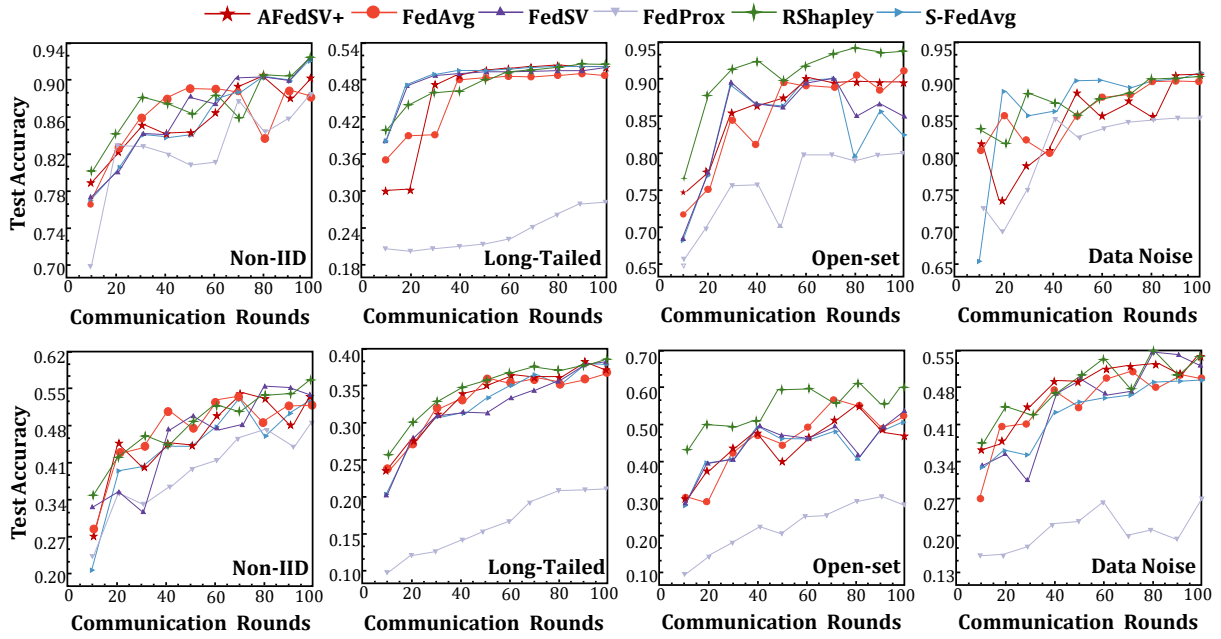 AFedSV+ FedAvg FedSV FedProx RShapley S-FedAvg
Test Accuracy
0.94
0.90
0.86
0.82
0.78
0.74
0.70
Non-IID
0 20 40 60 80 100
0.54
0.48
0.42
0.36
0.30
0.24
0.18
Long-Tailed
0 20 40 60 80 100
0.95
0.90
0.85
0.80
0.75
0.70
0.65
Open-set
0 20 40 60 80 100
0.95
0.90
0.85
0.80
0.75
0.70
0.65
Data Noise
0 20 40 60 80 100
Communication Rounds
Communication Rounds
Communication Rounds
Communication Rounds
Test Accuracy
0.62
0.55
0.48
0.41
0.34
0.27
0.20
Non-IID
0 20 40 60 80 100
0.40
0.35
0.30
0.25
0.20
0.15
0.10
Long-Tailed
0 20 40 60 80 100
0.70
0.60
0.50
0.40
0.30
0.20
0.10
Open-set
0 20 40 60 80 100
0.55
0.48
0.41
0.34
0.27
0.20
0.13
Data Noise
0 20 40 60 80 100
Communication Rounds
Communication Rounds
Communication Rounds
Communication Rounds